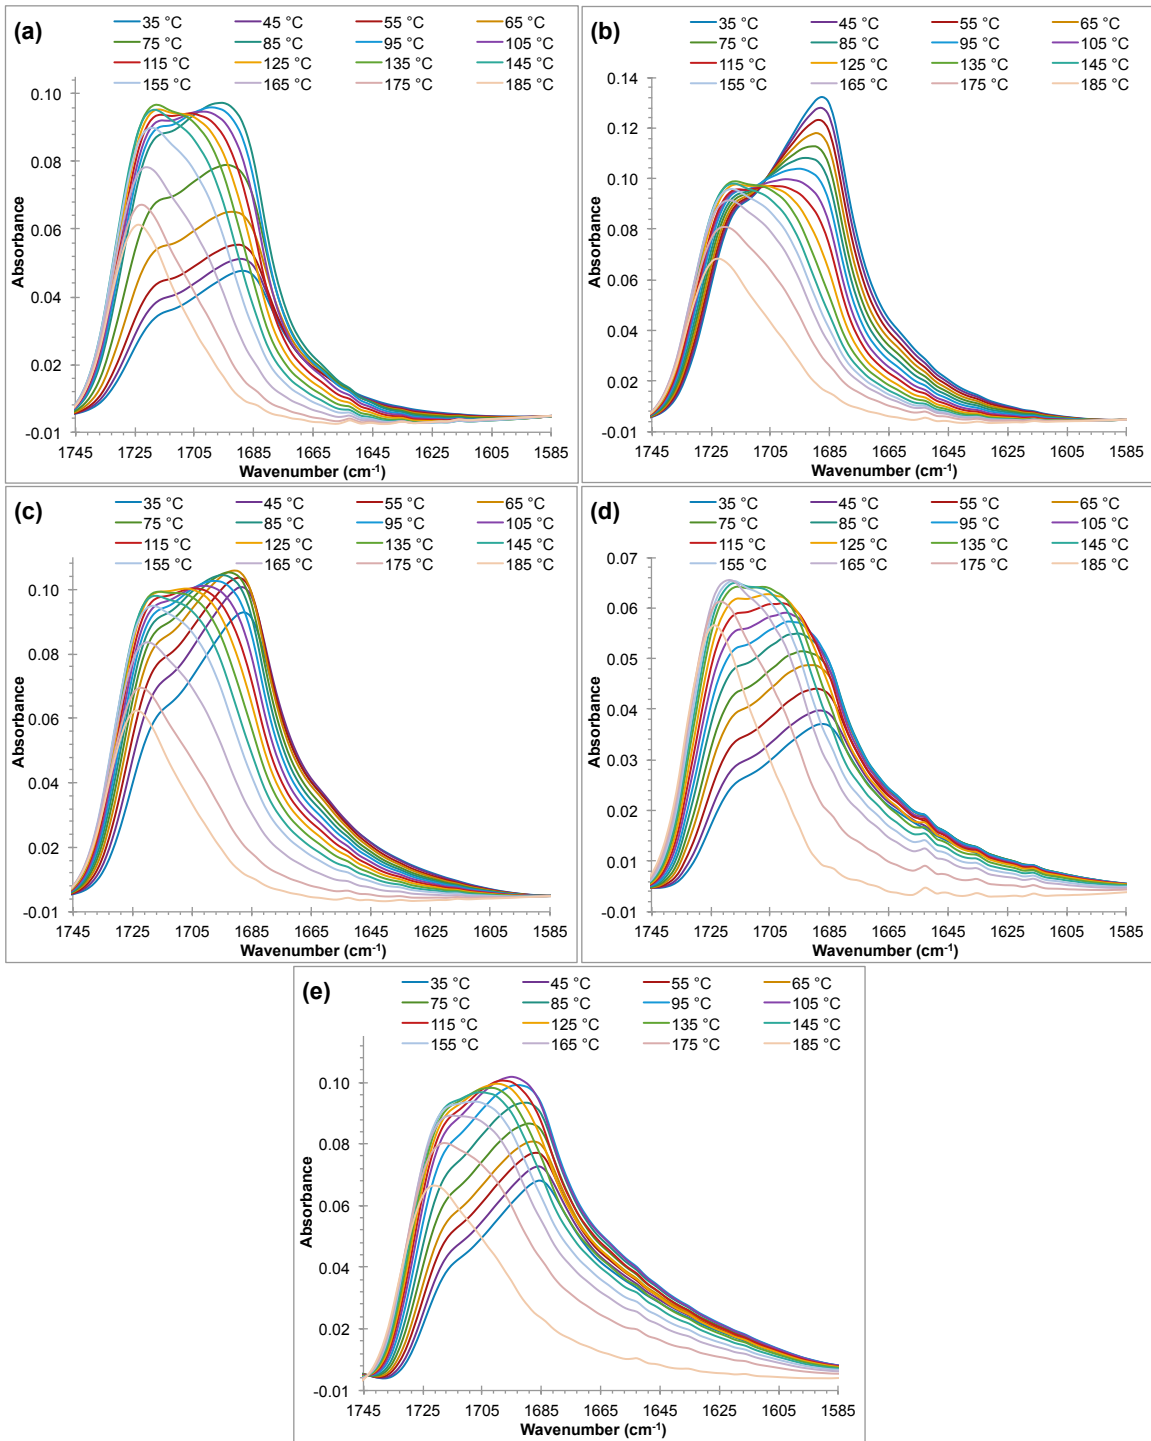 (a)
35 °C 45 °C 55 °C 65 °C
75 °C 85 °C 95 °C 105 °C
115 °C 125 °C 135 °C 145 °C
155 °C 165 °C 175 °C 185 °C
Absorbance
0.10
0.08
0.06
0.04
0.02
-0.01
1745 1725 1705 1685 1665 1645 1625 1605 1585
Wavenumber (cm-1)
(b)
35 °C 45 °C 55 °C 65 °C
75 °C 85 °C 95 °C 105 °C
115 °C 125 °C 135 °C 145 °C
155 °C 165 °C 175 °C 185 °C
Absorbance
0.14
0.12
0.10
0.08
0.06
0.04
0.02
-0.01
1745 1725 1705 1685 1665 1645 1625 1605 1585
Wavenumber (cm-1)
(c)
35 °C 45 °C 55 °C 65 °C
75 °C 85 °C 95 °C 105 °C
115 °C 125 °C 135 °C 145 °C
155 °C 165 °C 175 °C 185 °C
Absorbance
0.10
0.08
0.06
0.04
0.02
-0.01
1745 1725 1705 1685 1665 1645 1625 1605 1585
Wavenumber (cm-1)
(d)
35 °C 45 °C 55 °C 65 °C
75 °C 85 °C 95 °C 105 °C
115 °C 125 °C 135 °C 145 °C
155 °C 165 °C 175 °C 185 °C
Absorbance
0.07
0.06
0.05
0.04
0.03
0.02
0.01
-0.01
1745 1725 1705 1685 1665 1645 1625 1605 1585
Wavenumber (cm-1)
(e)
35 °C 45 °C 55 °C 65 °C
75 °C 85 °C 95 °C 105 °C
115 °C 125 °C 135 °C 145 °C
155 °C 165 °C 175 °C 185 °C
Absorbance
0.10
0.08
0.06
0.04
0.02
-0.01
1745 1725 1705 1685 1665 1645 1625 1605 1585
Wavenumber (cm-1)